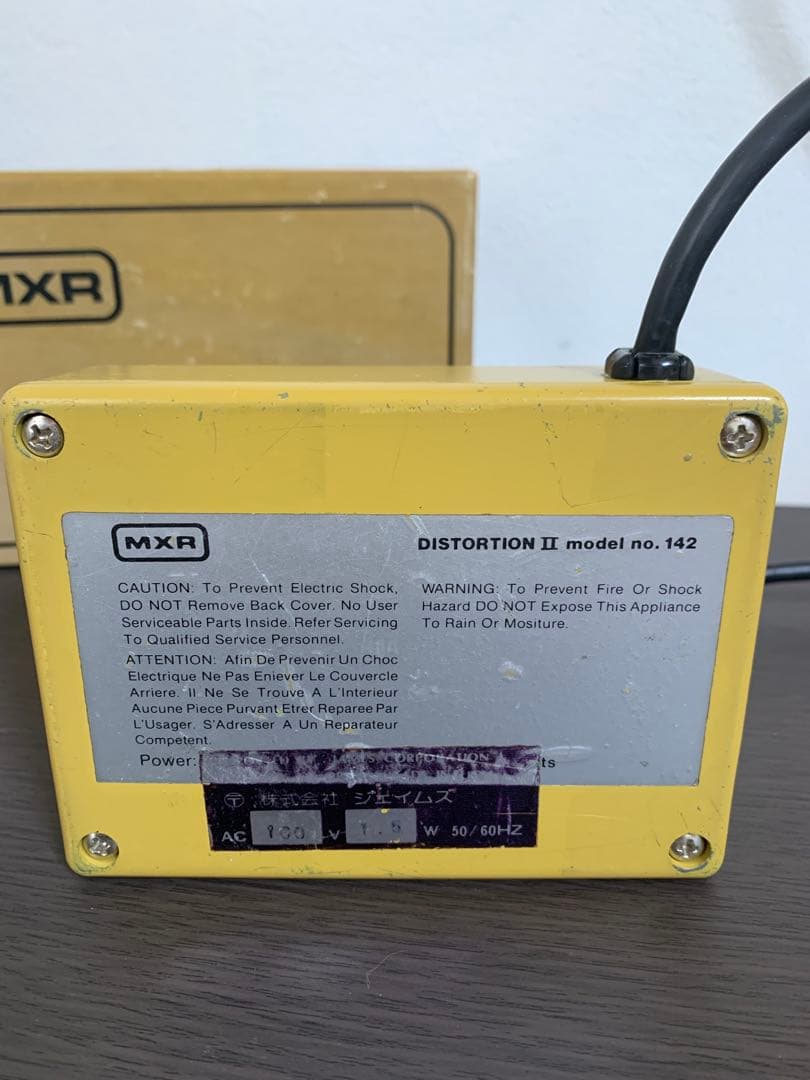 MXR
MXR
DISTORTION II model no. 142
CAUTION: To Prevent Electric Shock,
DO NOT Remove Back Cover. No User
Serviceable Parts Inside. Refer Servicing
To Qualified Service Personnel.
ATTENTION: Afin De Prevenir Un Choc
Electrique Ne Pas Eniever Le Couvercle
Arriere. Il Ne Se Trouve A L'Interieur
Aucune Piece Purvant Etrer Reparee Par
L'Usager. S'Adresser A Un Reparateur
Competent.
WARNING: To Prevent Fire Or Shock
Hazard DO NOT Expose This Appliance
To Rain Or Mositure.
Power:
CORPORATION
ts
〶 株式会社 ジェイムズ
AC 100 V 1.5 W 50/60HZ